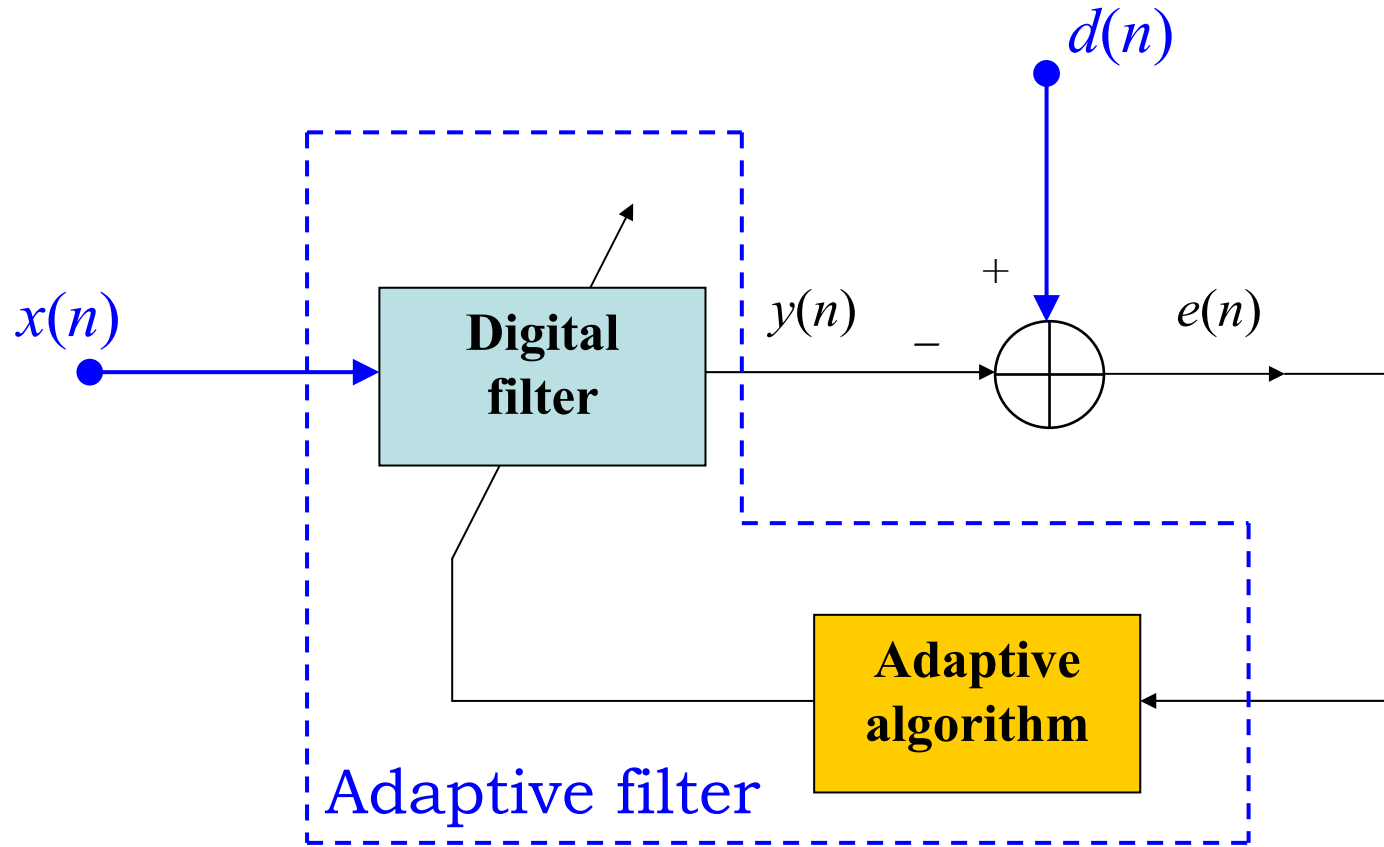 d(n)
x(n)
Digital
filter
y(n)
+
−
e(n)
Adaptive
algorithm
Adaptive filter